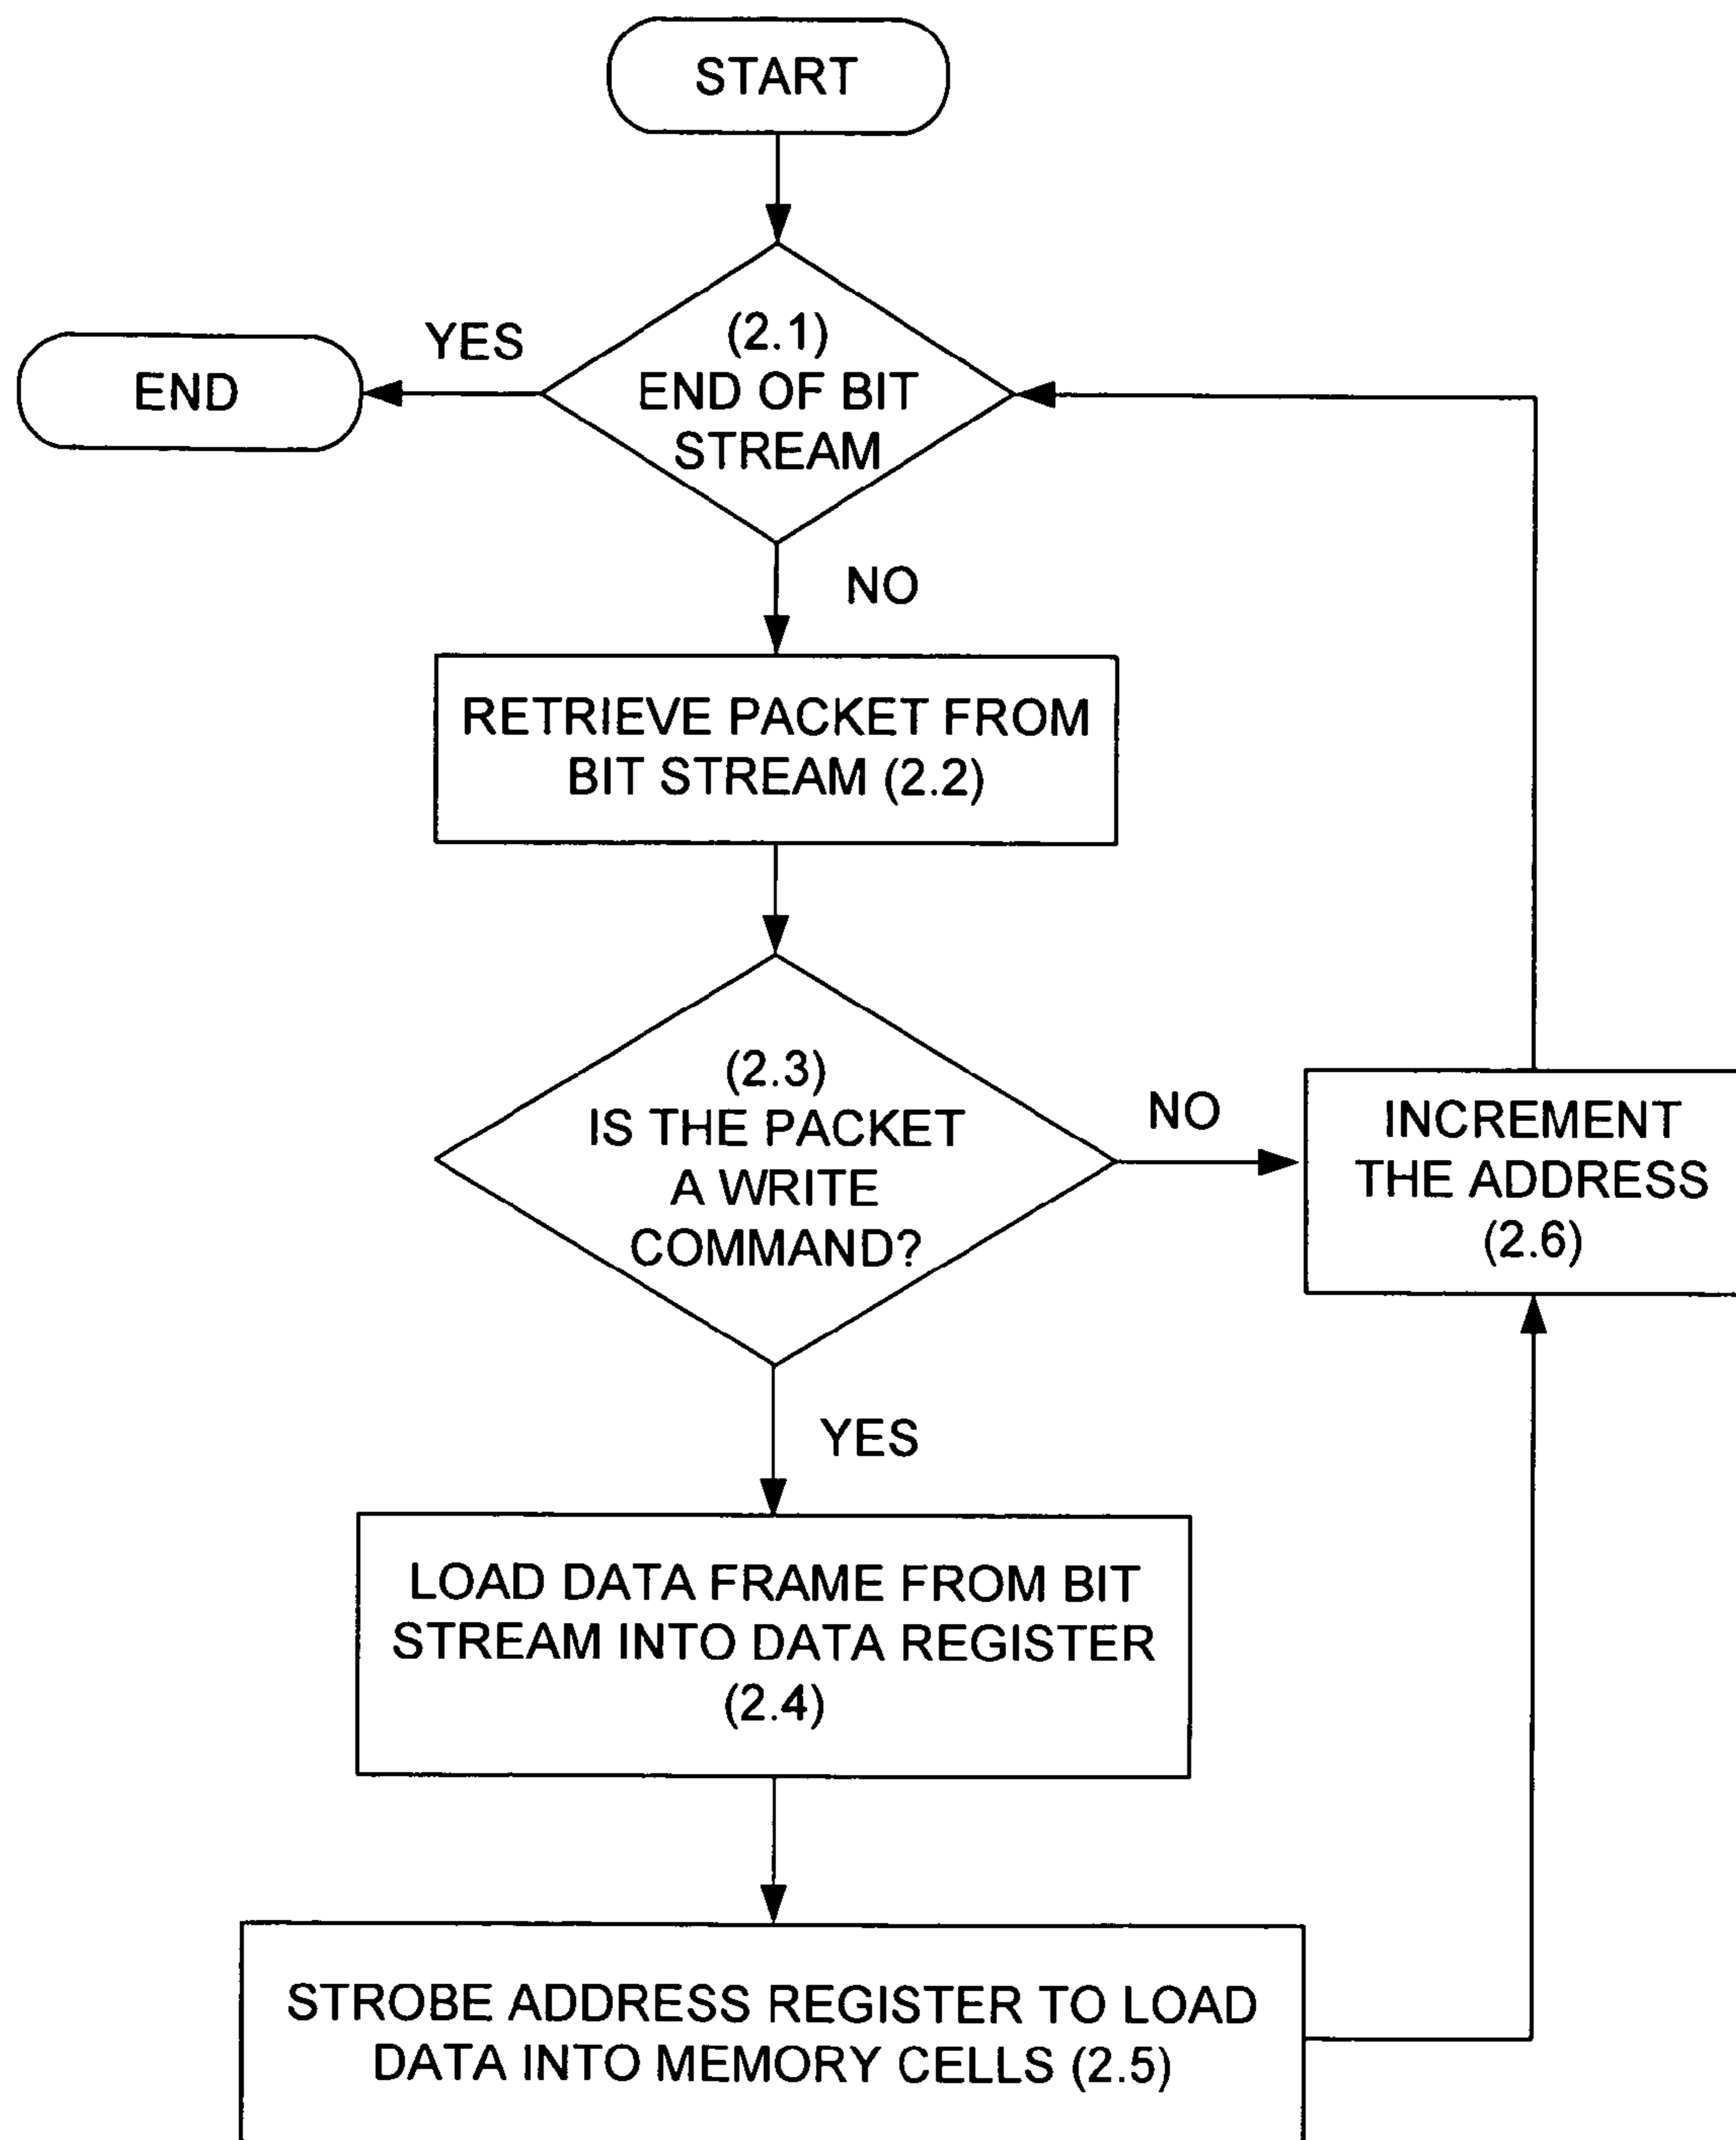 START
(2.1)
END OF BIT
STREAM
YES
END
NO
RETRIEVE PACKET FROM
BIT STREAM (2.2)
(2.3)
IS THE PACKET
A WRITE
COMMAND?
NO
INCREMENT
THE ADDRESS
(2.6)
YES
LOAD DATA FRAME FROM BIT
STREAM INTO DATA REGISTER
(2.4)
STROBE ADDRESS REGISTER TO LOAD
DATA INTO MEMORY CELLS (2.5)